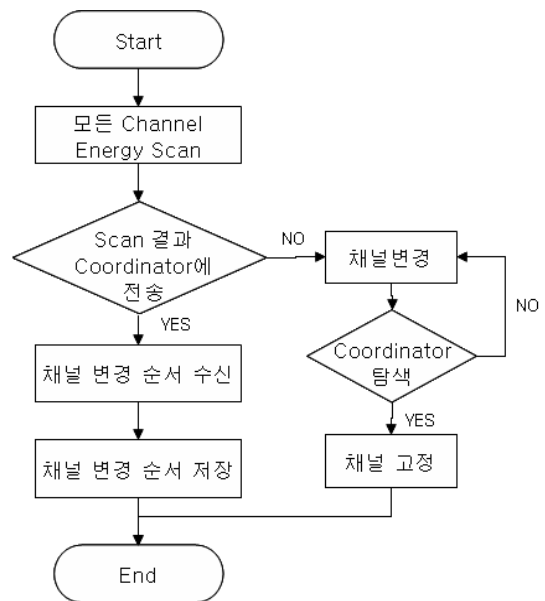 Start
모든 Channel
Energy Scan
Scan 결과
Coordinator에
전송
NO
채널변경
NO
YES
Coordinator
탐색
채널 변경 순서 수신
YES
채널 변경 순서 저장
채널 고정
End